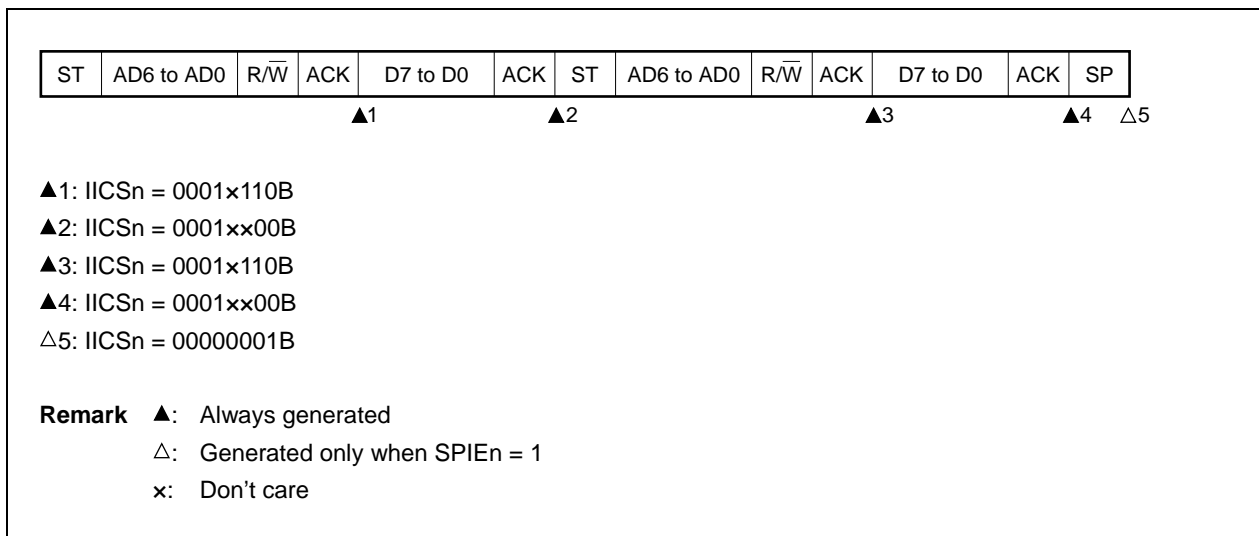 ST AD6 to AD0 R/W̅ ACK D7 to D0 ACK ST AD6 to AD0 R/W̅ ACK D7 to D0 ACK SP
▲1 ▲2 ▲3 ▲4 △5
▲1: IICSn = 0001×110B
▲2: IICSn = 0001××00B
▲3: IICSn = 0001×110B
▲4: IICSn = 0001××00B
△5: IICSn = 00000001B
Remark ▲: Always generated
△: Generated only when SPIEn = 1
×: Don't care